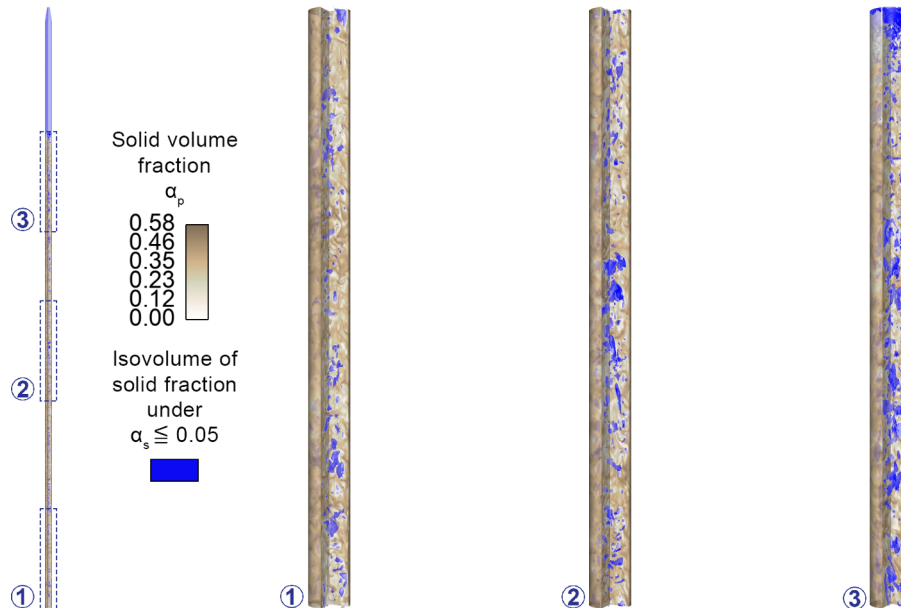 Solid volume
fraction
αp
0.58
0.46
0.35
0.23
0.12
0.00
Isovolume of
solid fraction
under
αs ≦ 0.05
③
②
①
①
②
③